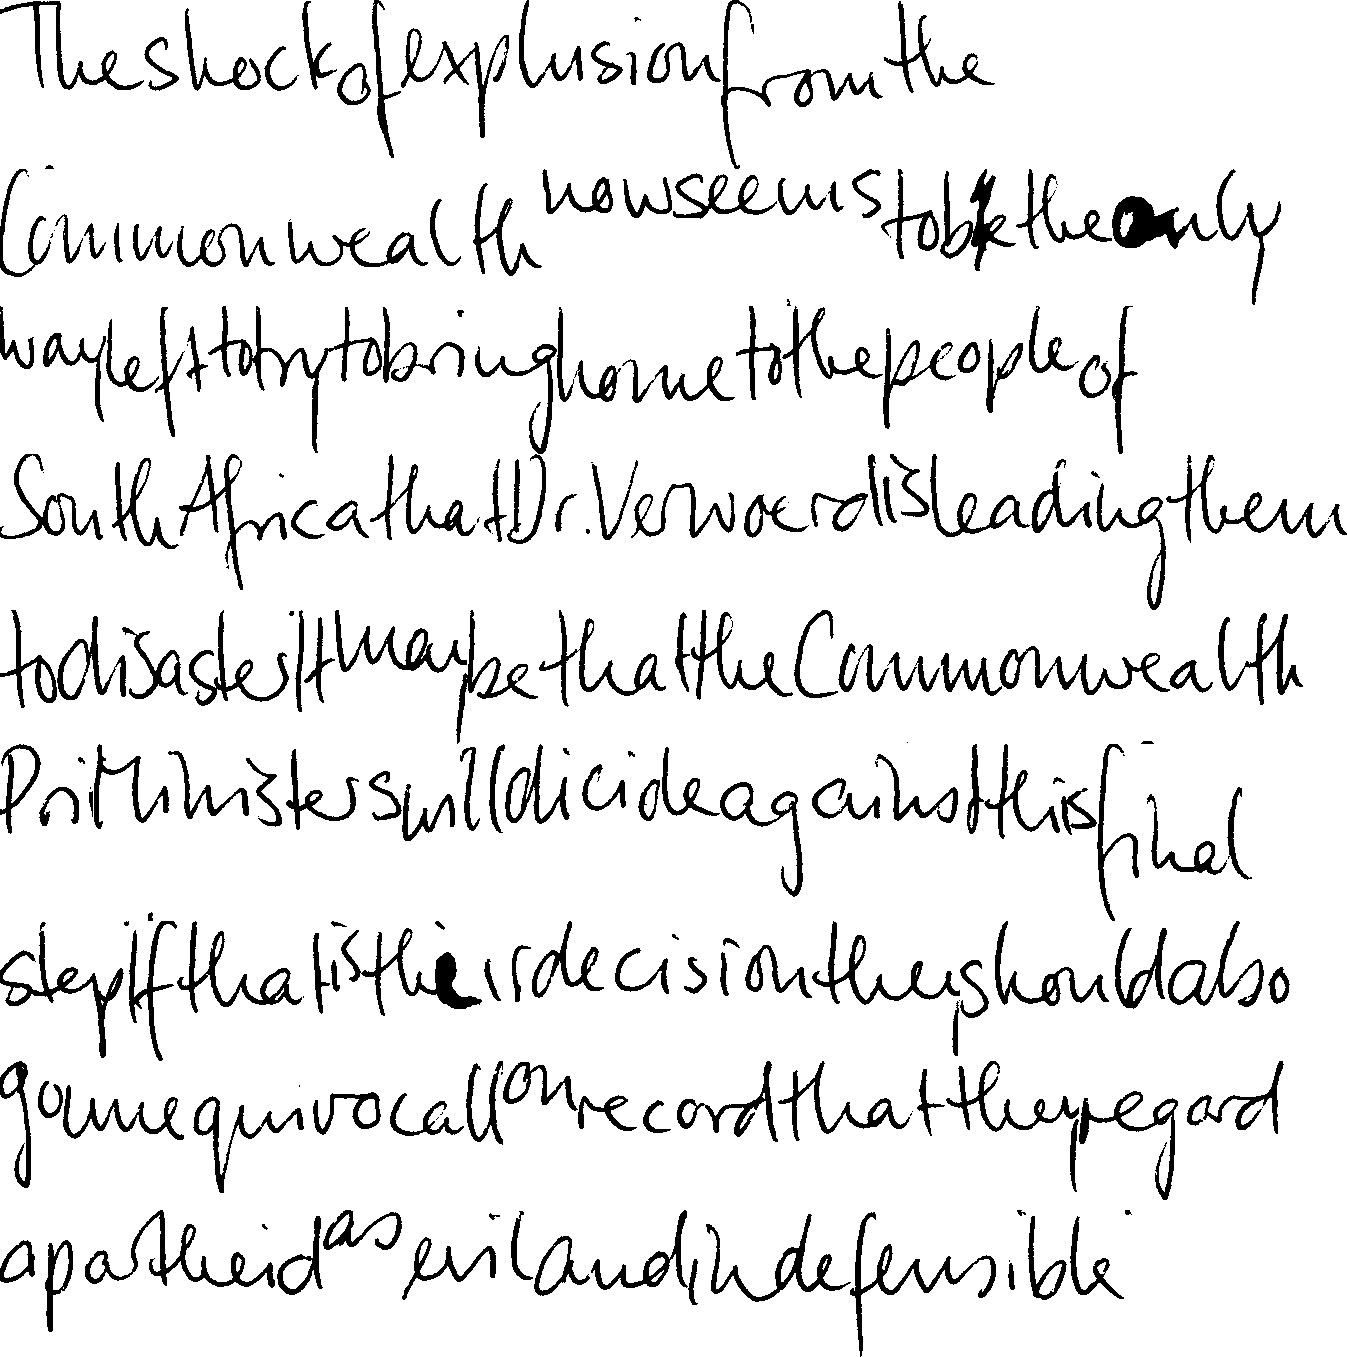 The shock of explusion from the
Commonwealth now seems to be the only
way left to try to bring home to the people of
South Africa that Dr. Verwoerd is leading them
to disaster It may be that the Commonwealth
Prim Ministers will dicide against this final
step If that is their decision they should also
go unequivocall on record that they regard
apartheid as evil and indefensible